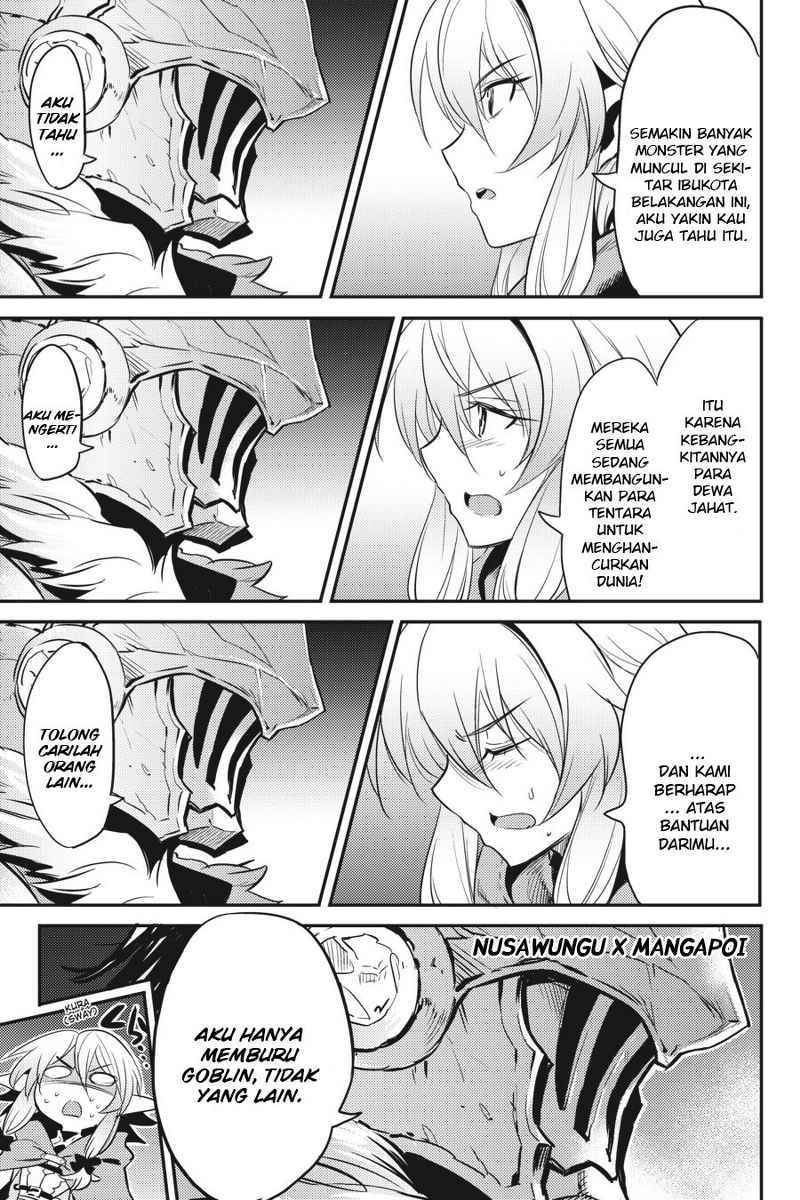 SEMAKIN BANYAK
MONSTER YANG
MUNCUL DI SEKI-
TAR IBUKOTA
BELAKANGAN INI,
AKU YAKIN KAU
JUGA TAHU ITU.
AKU
TIDAK
TAHU
...
ITU
KARENA
KEBANG-
KITANNYA
PARA
DEWA
JAHAT.
MEREKA
SEMUA
SEDANG
MEMBANGUN-
KAN PARA
TENTARA
UNTUK
MENGHAN-
CURKAN
DUNIA!
AKU ME-
NGERTI
...
...
DAN KAMI
BERHARAP
... ATAS
BANTUAN
DARIMU...
TOLONG
CARILAH
ORANG
LAIN...
NUSAWUNGU X MANGAPOI
AKU HANYA
MEMBURU
GOBLIN, TIDAK
YANG LAIN.
KURA
(SWAY)
くらっ...